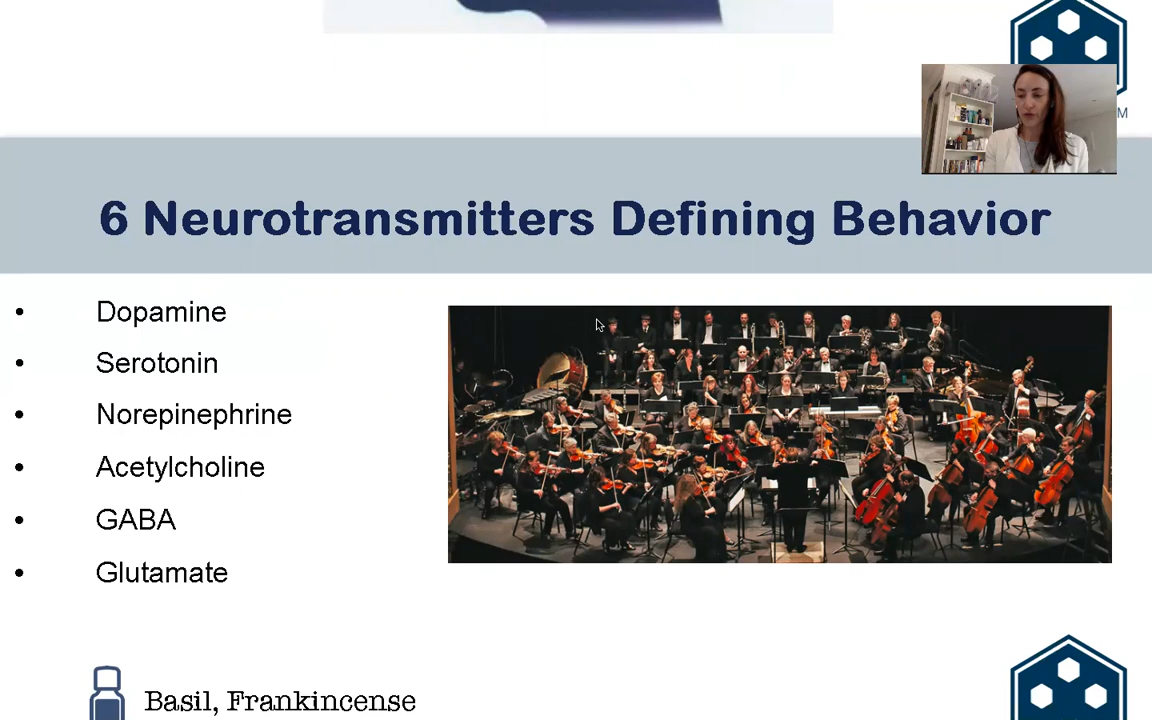 M
6 Neurotransmitters Defining Behavior
• Dopamine
• Serotonin
• Norepinephrine
• Acetylcholine
• GABA
• Glutamate
Basil, Frankincense